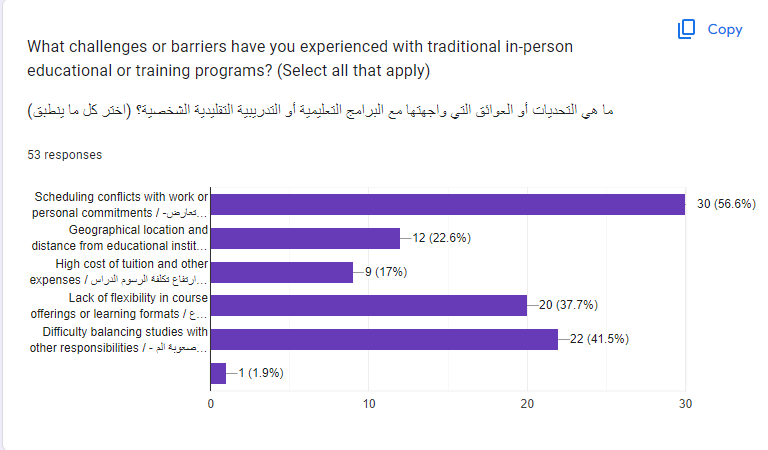 Copy
What challenges or barriers have you experienced with traditional in-person
educational or training programs? (Select all that apply)
ما هي التحديات أو العوائق التي واجهتها مع البرامج التعليمية أو التدريبية التقليدية الشخصية؟ (اختر كل ما ينطبق)
53 responses
Scheduling conflicts with work or
personal commitments / -تعارض...
30 (56.6%)
Geographical location and
distance from educational instit...
12 (22.6%)
High cost of tuition and other
expenses / ارتفاع تكلفة الرسوم الدراس...
9 (17%)
Lack of flexibility in course
offerings or learning formats / ع...
20 (37.7%)
Difficulty balancing studies with
other responsibilities / - صعوبة الم...
22 (41.5%)
1 (1.9%)
0 10 20 30